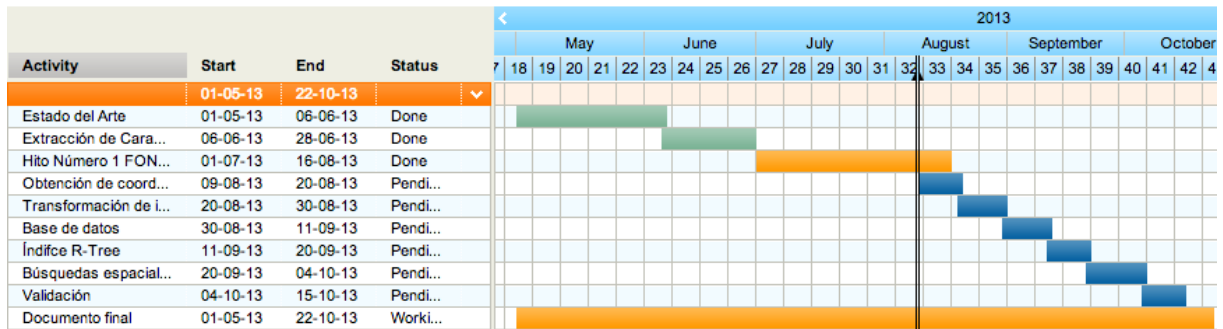 2013
May June July August September October
Activity Start End Status 7 18 19 20 21 22 23 24 25 26 27 28 29 30 31 32 33 34 35 36 37 38 39 40 41 42 4
01-05-13 22-10-13
Estado del Arte 01-05-13 06-06-13 Done
Extracción de Cara... 06-06-13 28-06-13 Done
Hito Número 1 FON... 01-07-13 16-08-13 Done
Obtención de coord... 09-08-13 20-08-13 Pendi...
Transformación de i... 20-08-13 30-08-13 Pendi...
Base de datos 30-08-13 11-09-13 Pendi...
Índifce R-Tree 11-09-13 20-09-13 Pendi...
Búsquedas espacial... 20-09-13 04-10-13 Pendi...
Validación 04-10-13 15-10-13 Pendi...
Documento final 01-05-13 22-10-13 Worki...